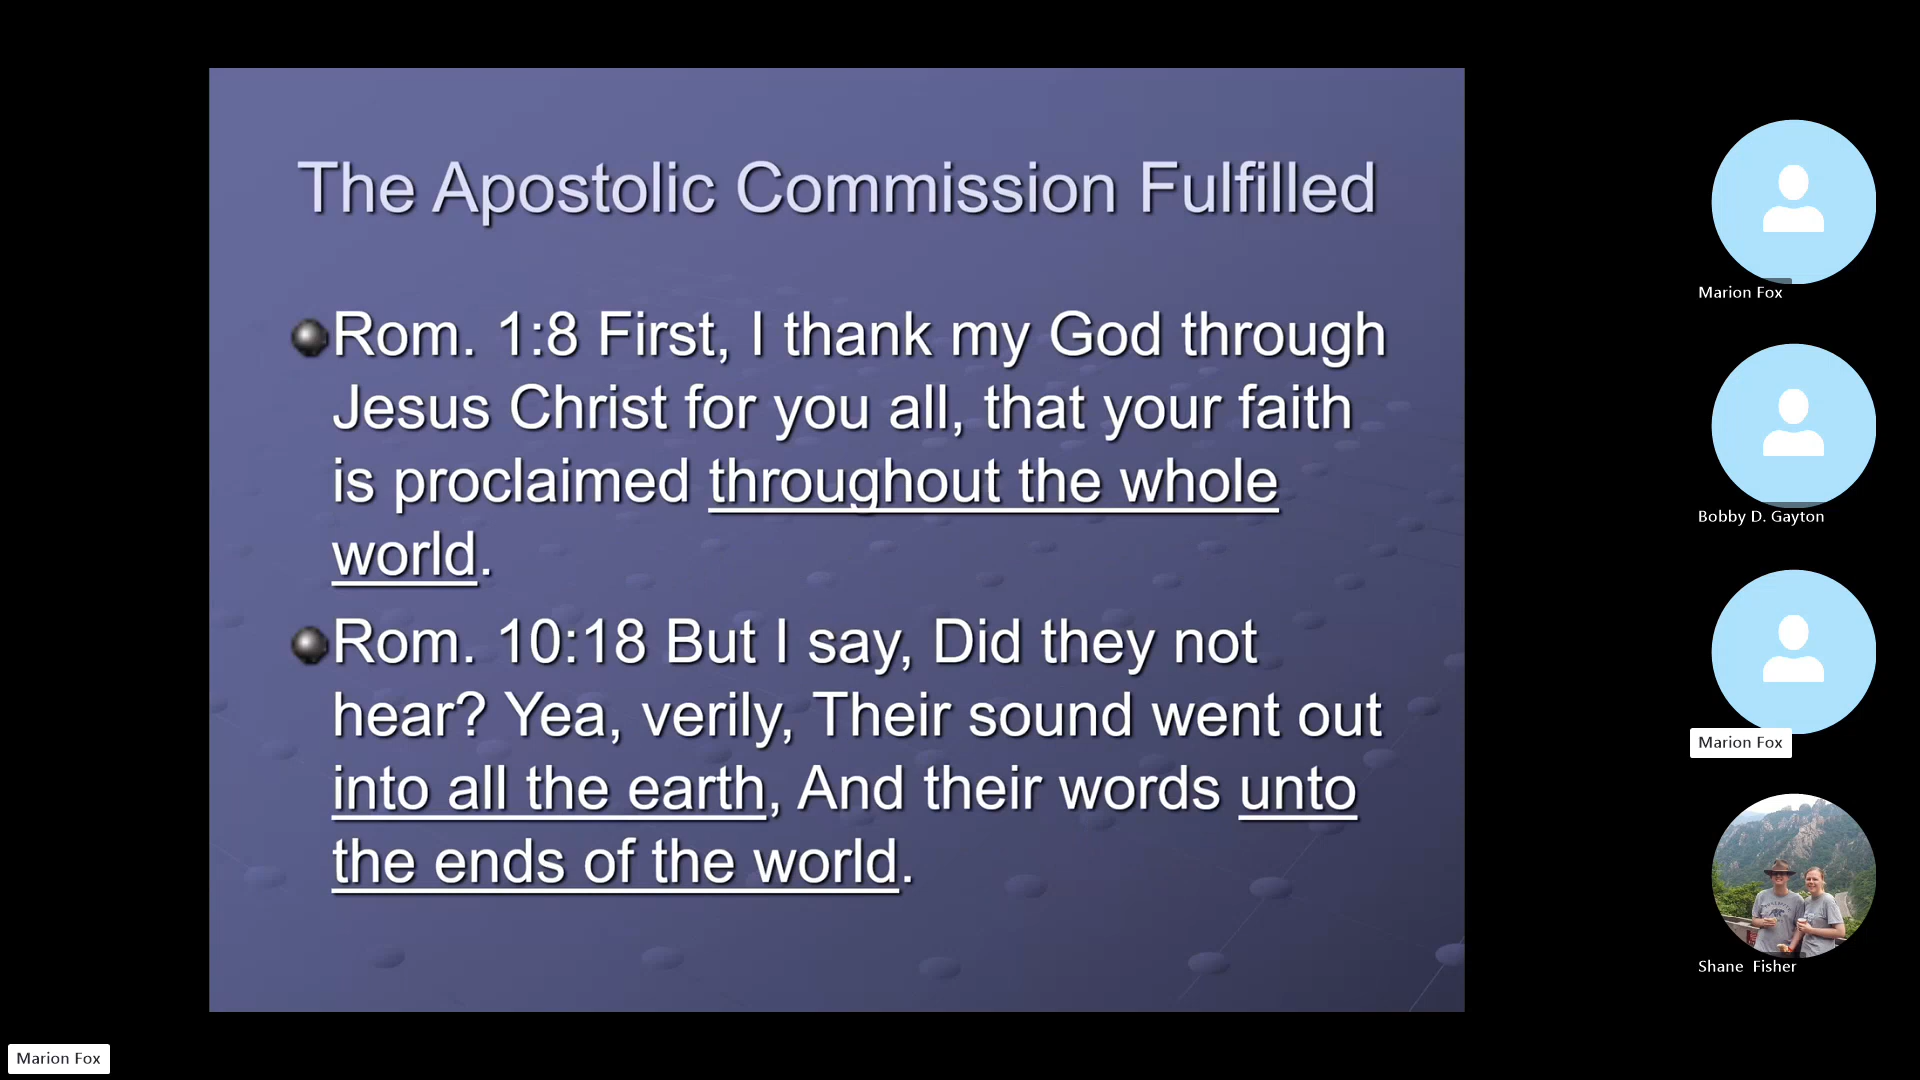 The Apostolic Commission Fulfilled
Rom. 1:8 First, I thank my God through
Jesus Christ for you all, that your faith
is proclaimed throughout the whole
world.
Rom. 10:18 But I say, Did they not
hear? Yea, verily, Their sound went out
into all the earth, And their words unto
the ends of the world.
Marion Fox
Bobby D. Gayton
Marion Fox
Shane Fisher
Marion Fox